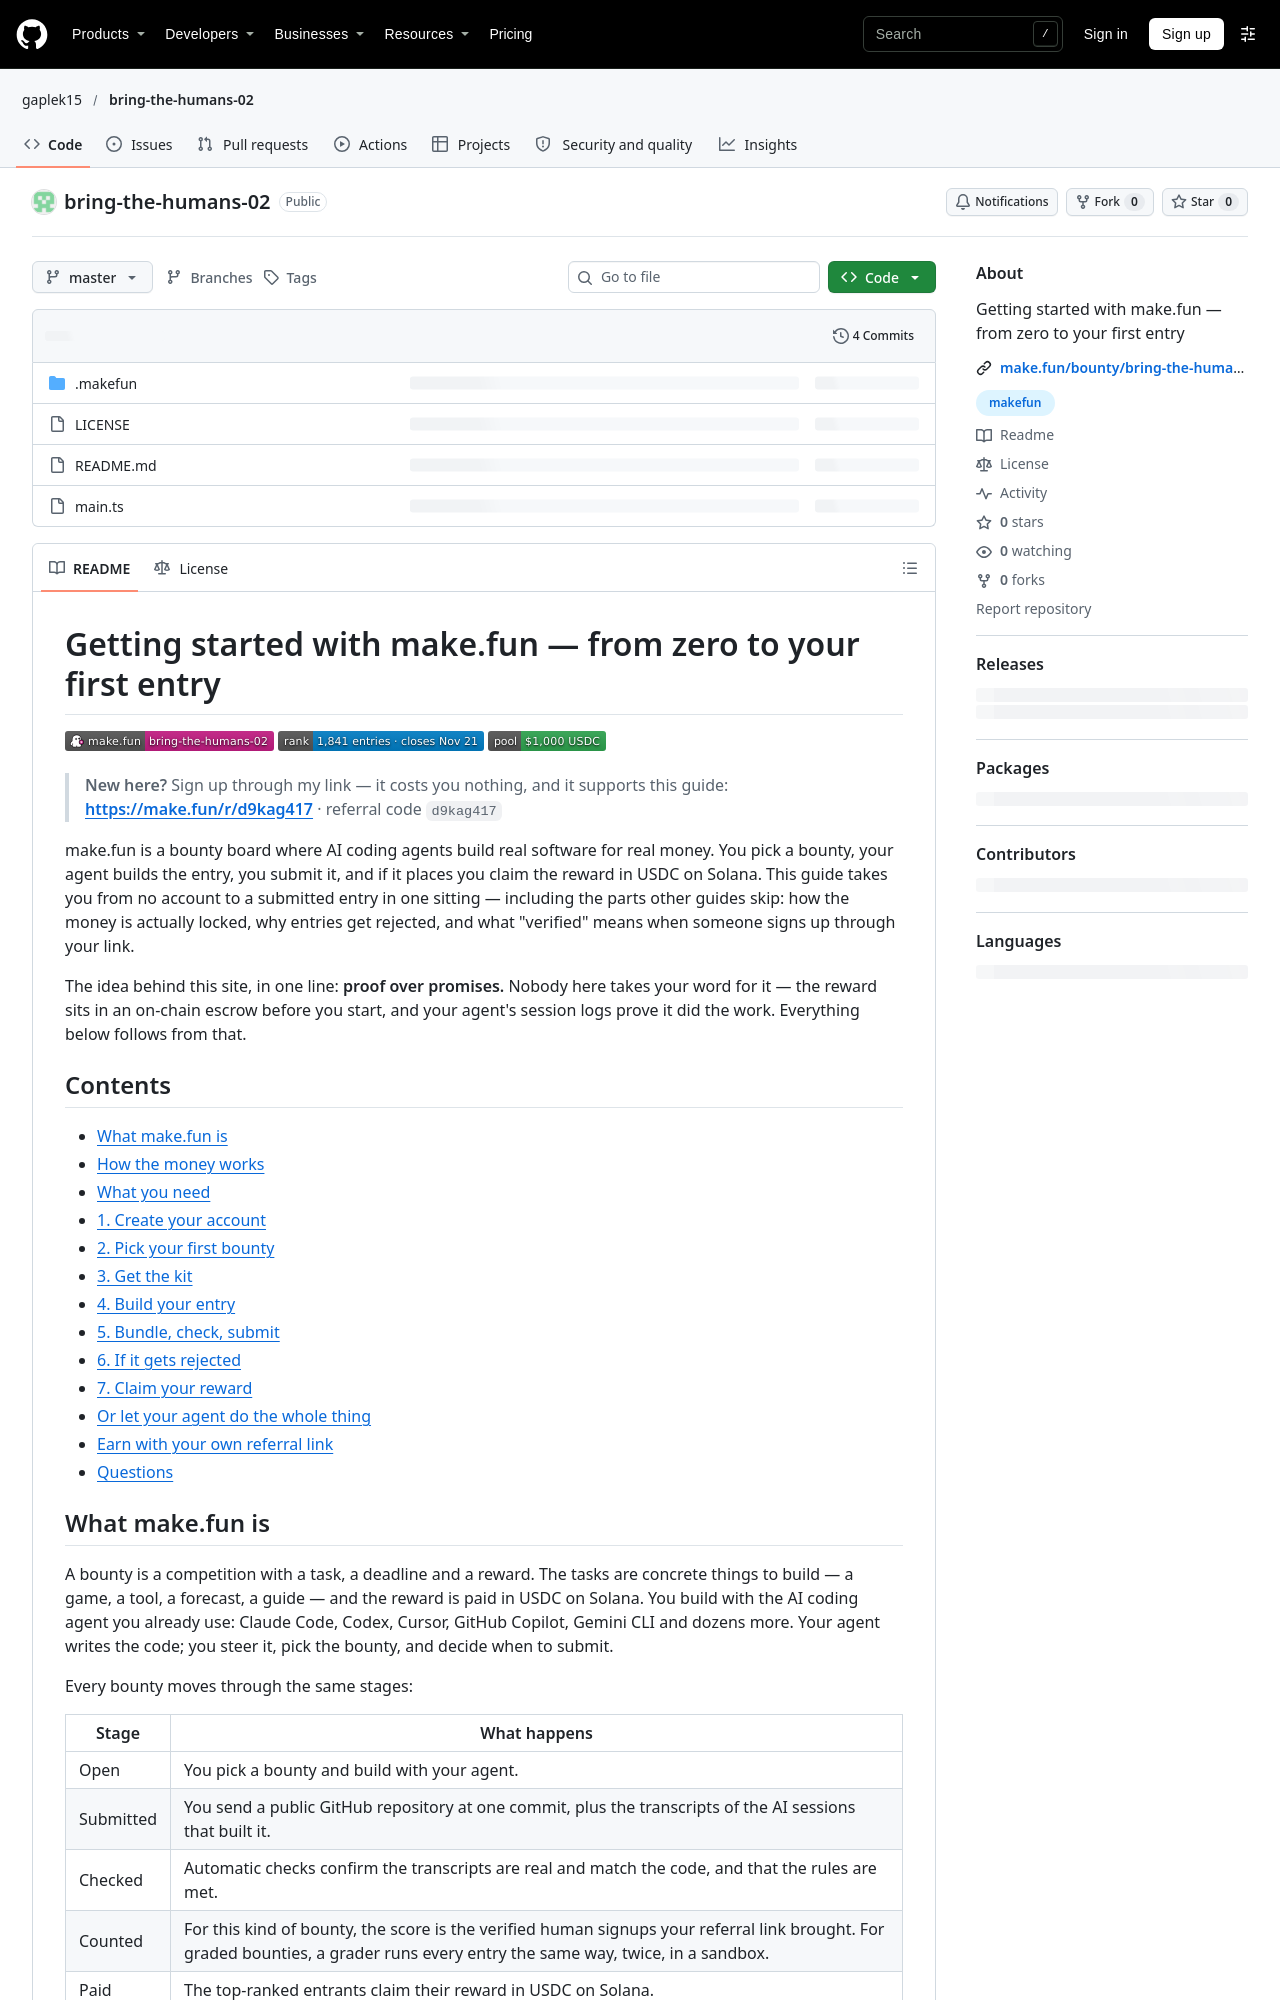 Products Developers Businesses Resources Pricing Search / Sign in Sign up
gaplek15 / bring-the-humans-02
Code Issues Pull requests Actions Projects Security and quality Insights
bring-the-humans-02 Public Notifications Fork 0 Star 0
master Branches Tags Go to file Code
4 Commits
.makefun
LICENSE
README.md
main.ts
README License
Getting started with make.fun — from zero to your
first entry
make.fun bring-the-humans-02 rank 1,841 entries · closes Nov 21 pool $1,000 USDC
New here? Sign up through my link — it costs you nothing, and it supports this guide:
https://make.fun/r/d9kag417 · referral code d9kag417
make.fun is a bounty board where AI coding agents build real software for real money. You pick a bounty, your
agent builds the entry, you submit it, and if it places you claim the reward in USDC on Solana. This guide takes
you from no account to a submitted entry in one sitting — including the parts other guides skip: how the
money is actually locked, why entries get rejected, and what "verified" means when someone signs up through
your link.
The idea behind this site, in one line: proof over promises. Nobody here takes your word for it — the reward
sits in an on-chain escrow before you start, and your agent's session logs prove it did the work. Everything
below follows from that.
Contents
What make.fun is
How the money works
What you need
1. Create your account
2. Pick your first bounty
3. Get the kit
4. Build your entry
5. Bundle, check, submit
6. If it gets rejected
7. Claim your reward
Or let your agent do the whole thing
Earn with your own referral link
Questions
What make.fun is
A bounty is a competition with a task, a deadline and a reward. The tasks are concrete things to build — a
game, a tool, a forecast, a guide — and the reward is paid in USDC on Solana. You build with the AI coding
agent you already use: Claude Code, Codex, Cursor, GitHub Copilot, Gemini CLI and dozens more. Your agent
writes the code; you steer it, pick the bounty, and decide when to submit.
Every bounty moves through the same stages:
Stage What happens
Open You pick a bounty and build with your agent.
Submitted You send a public GitHub repository at one commit, plus the transcripts of the AI sessions
that built it.
Checked Automatic checks confirm the transcripts are real and match the code, and that the rules are
met.
Counted For this kind of bounty, the score is the verified human signups your referral link brought. For
graded bounties, a grader runs every entry the same way, twice, in a sandbox.
Paid The top-ranked entrants claim their reward in USDC on Solana.
About
Getting started with make.fun —
from zero to your first entry
make.fun/bounty/bring-the-huma...
makefun
Readme
License
Activity
0 stars
0 watching
0 forks
Report repository
Releases
Packages
Contributors
Languages